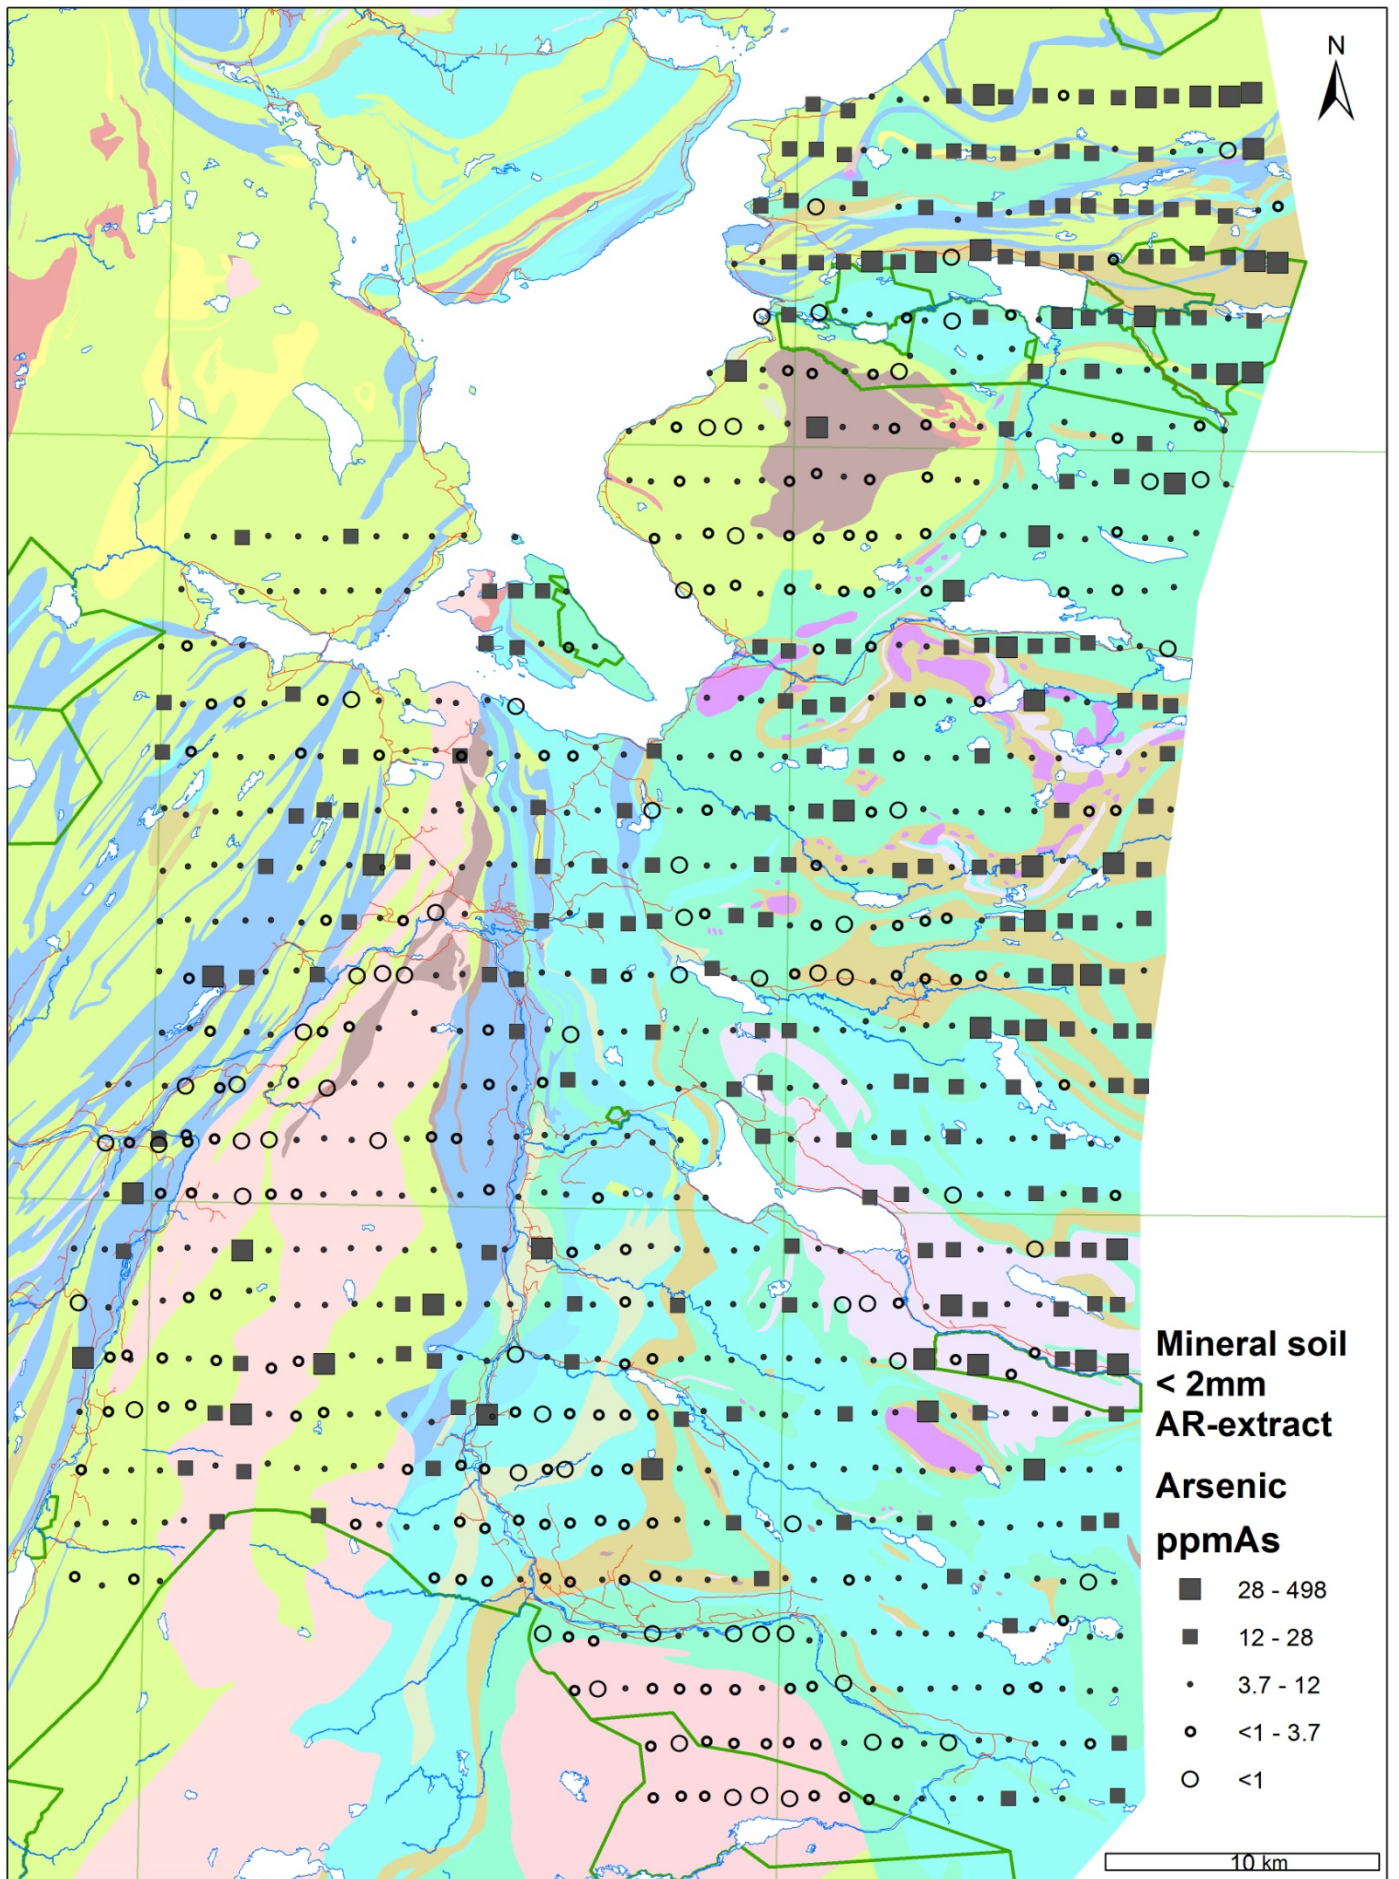 N
Mineral soil
< 2mm
AR-extract
Arsenic
ppmAs
28 - 498
12 - 28
3.7 - 12
<1 - 3.7
<1
10 km